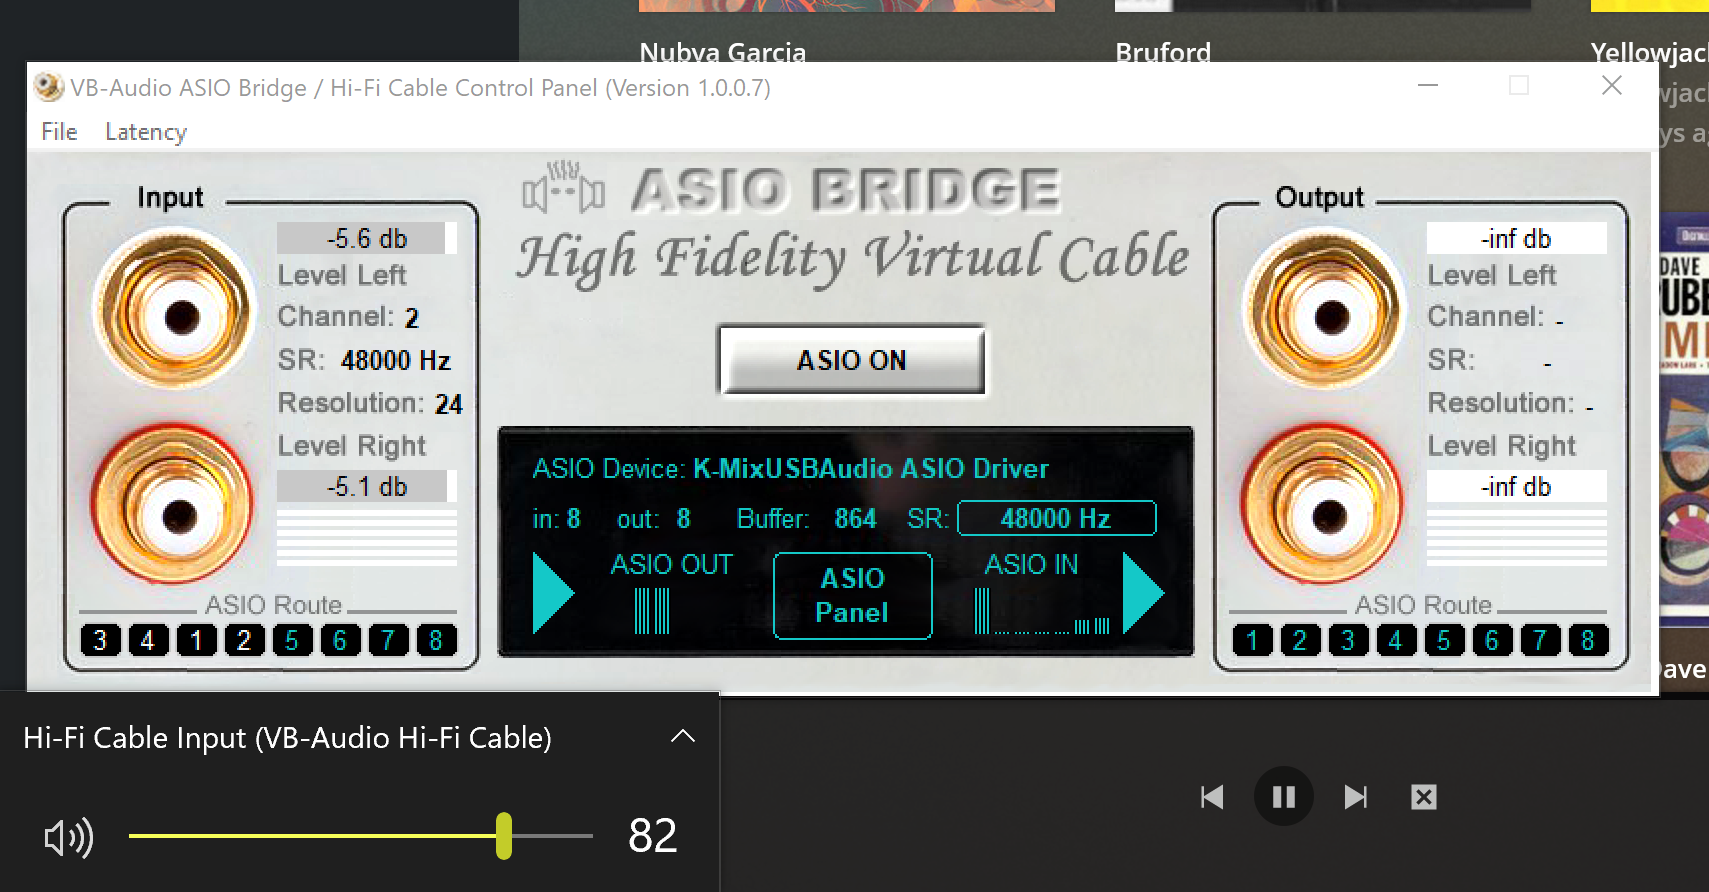 Nubya Garcia
Bruford
Yellowjac
VB-Audio ASIO Bridge / Hi-Fi Cable Control Panel (Version 1.0.0.7)
wjac
File
Latency
ys a
ASIO BRIDGE
High Fidelity Virtual Cable
Input
-5.6 db
Level Left
Channel: 2
SR: 48000 Hz
Resolution: 24
Level Right
-5.1 db
ASIO Route
3 4 1 2 5 6 7 8
ASIO ON
ASIO Device: K-MixUSBAudio ASIO Driver
in: 8 out: 8 Buffer: 864 SR: 48000 Hz
ASIO OUT
ASIO
Panel
ASIO IN
Output
-inf db
Level Left
Channel: -
SR: -
Resolution: -
Level Right
-inf db
ASIO Route
1 2 3 4 5 6 7 8
DAVE
UBE
MI
Dave
Hi-Fi Cable Input (VB-Audio Hi-Fi Cable)
82